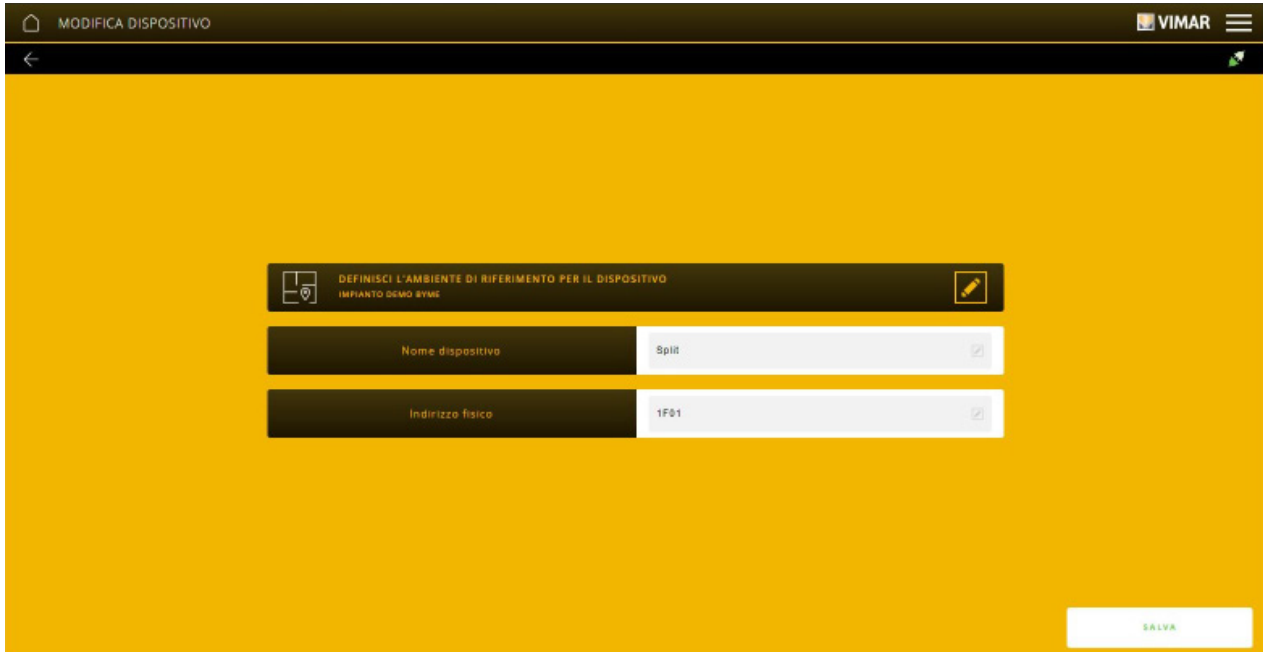 MODIFICA DISPOSITIVO
VIMAR
DEFINISCI L'AMBIENTE DI RIFERIMENTO PER IL DISPOSITIVO
IMPIANTO DEMO BYME
Nome dispositivo
Split
Indirizzo fisico
1F01
SALVA